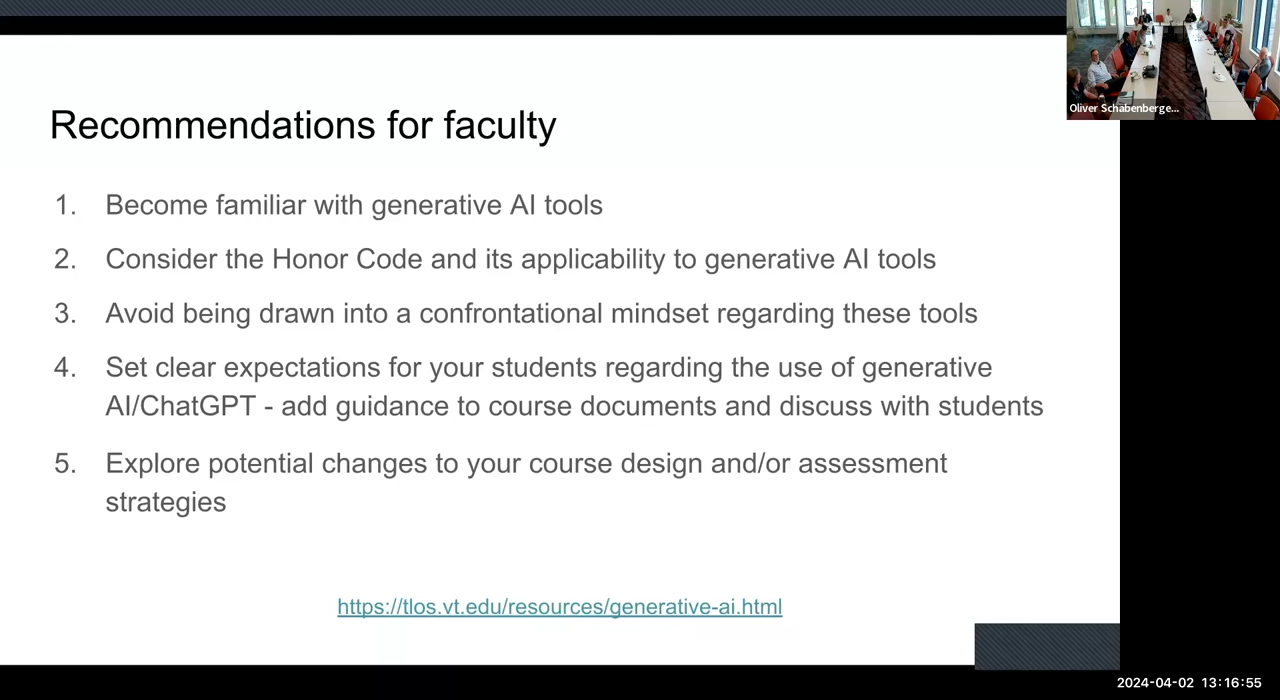 Oliver Schabenberge...
Recommendations for faculty
1. Become familiar with generative AI tools
2. Consider the Honor Code and its applicability to generative AI tools
3. Avoid being drawn into a confrontational mindset regarding these tools
4. Set clear expectations for your students regarding the use of generative
AI/ChatGPT - add guidance to course documents and discuss with students
5. Explore potential changes to your course design and/or assessment
strategies
https://tlos.vt.edu/resources/generative-ai.html
2024-04-02 13:16:55